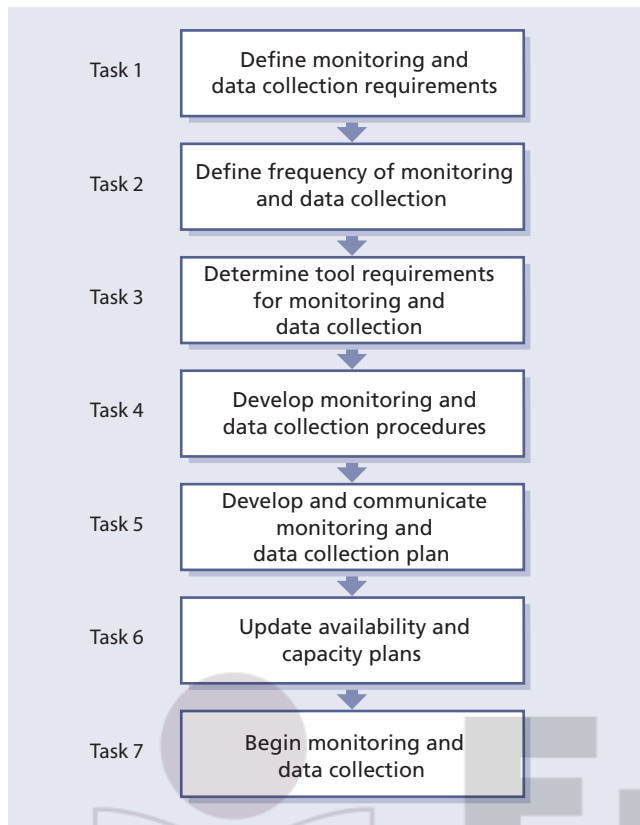 Task 1
Define monitoring and
data collection requirements
Task 2
Define frequency of monitoring
and data collection
Task 3
Determine tool requirements
for monitoring and
data collection
Task 4
Develop monitoring and
data collection procedures
Task 5
Develop and communicate
monitoring and
data collection plan
Task 6
Update availability and
capacity plans
Task 7
Begin monitoring and
data collection